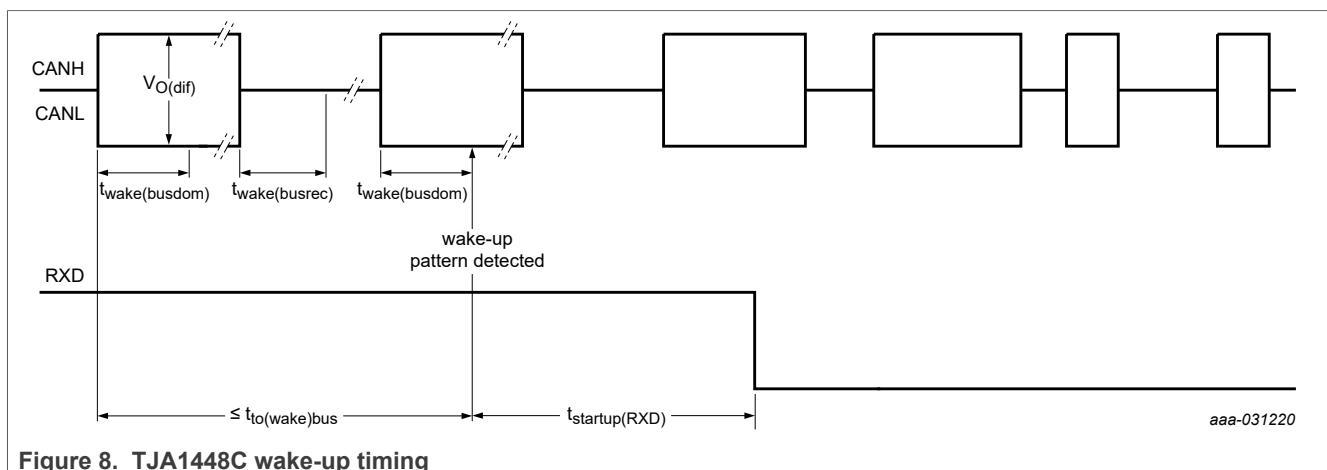 CANH
V_O(dif)
CANL
t_wake(busdom)
t_wake(busrec)
t_wake(busdom)
wake-up
pattern detected
RXD
≤ t_to(wake)bus
t_startup(RXD)
aaa-031220
Figure 8. TJA1448C wake-up timing